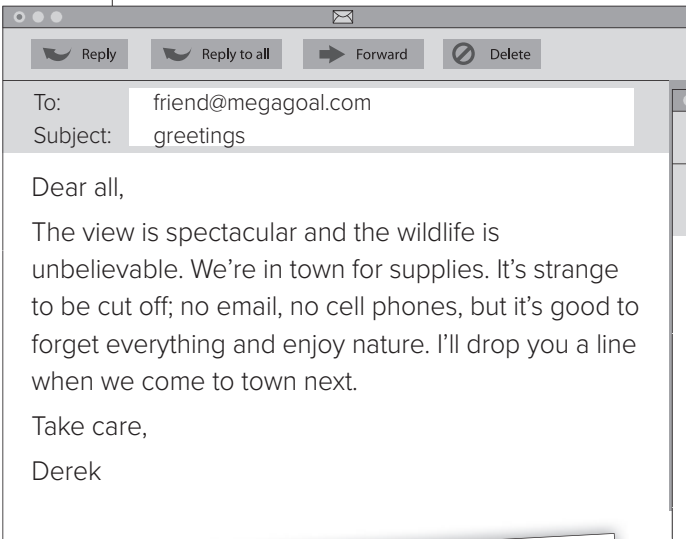 Reply Reply to all Forward Delete
To: friend@megagoal.com
Subject: greetings
Dear all,
The view is spectacular and the wildlife is
unbelievable. We're in town for supplies. It's strange
to be cut off; no email, no cell phones, but it's good to
forget everything and enjoy nature. I'll drop you a line
when we come to town next.
Take care,
Derek